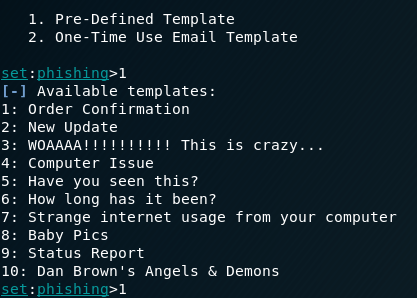 1. Pre-Defined Template
2. One-Time Use Email Template
set:phishing>1
[-] Available templates:
1: Order Confirmation
2: New Update
3: WOAAAA!!!!!!!!!! This is crazy...
4: Computer Issue
5: Have you seen this?
6: How long has it been?
7: Strange internet usage from your computer
8: Baby Pics
9: Status Report
10: Dan Brown's Angels & Demons
set:phishing>1